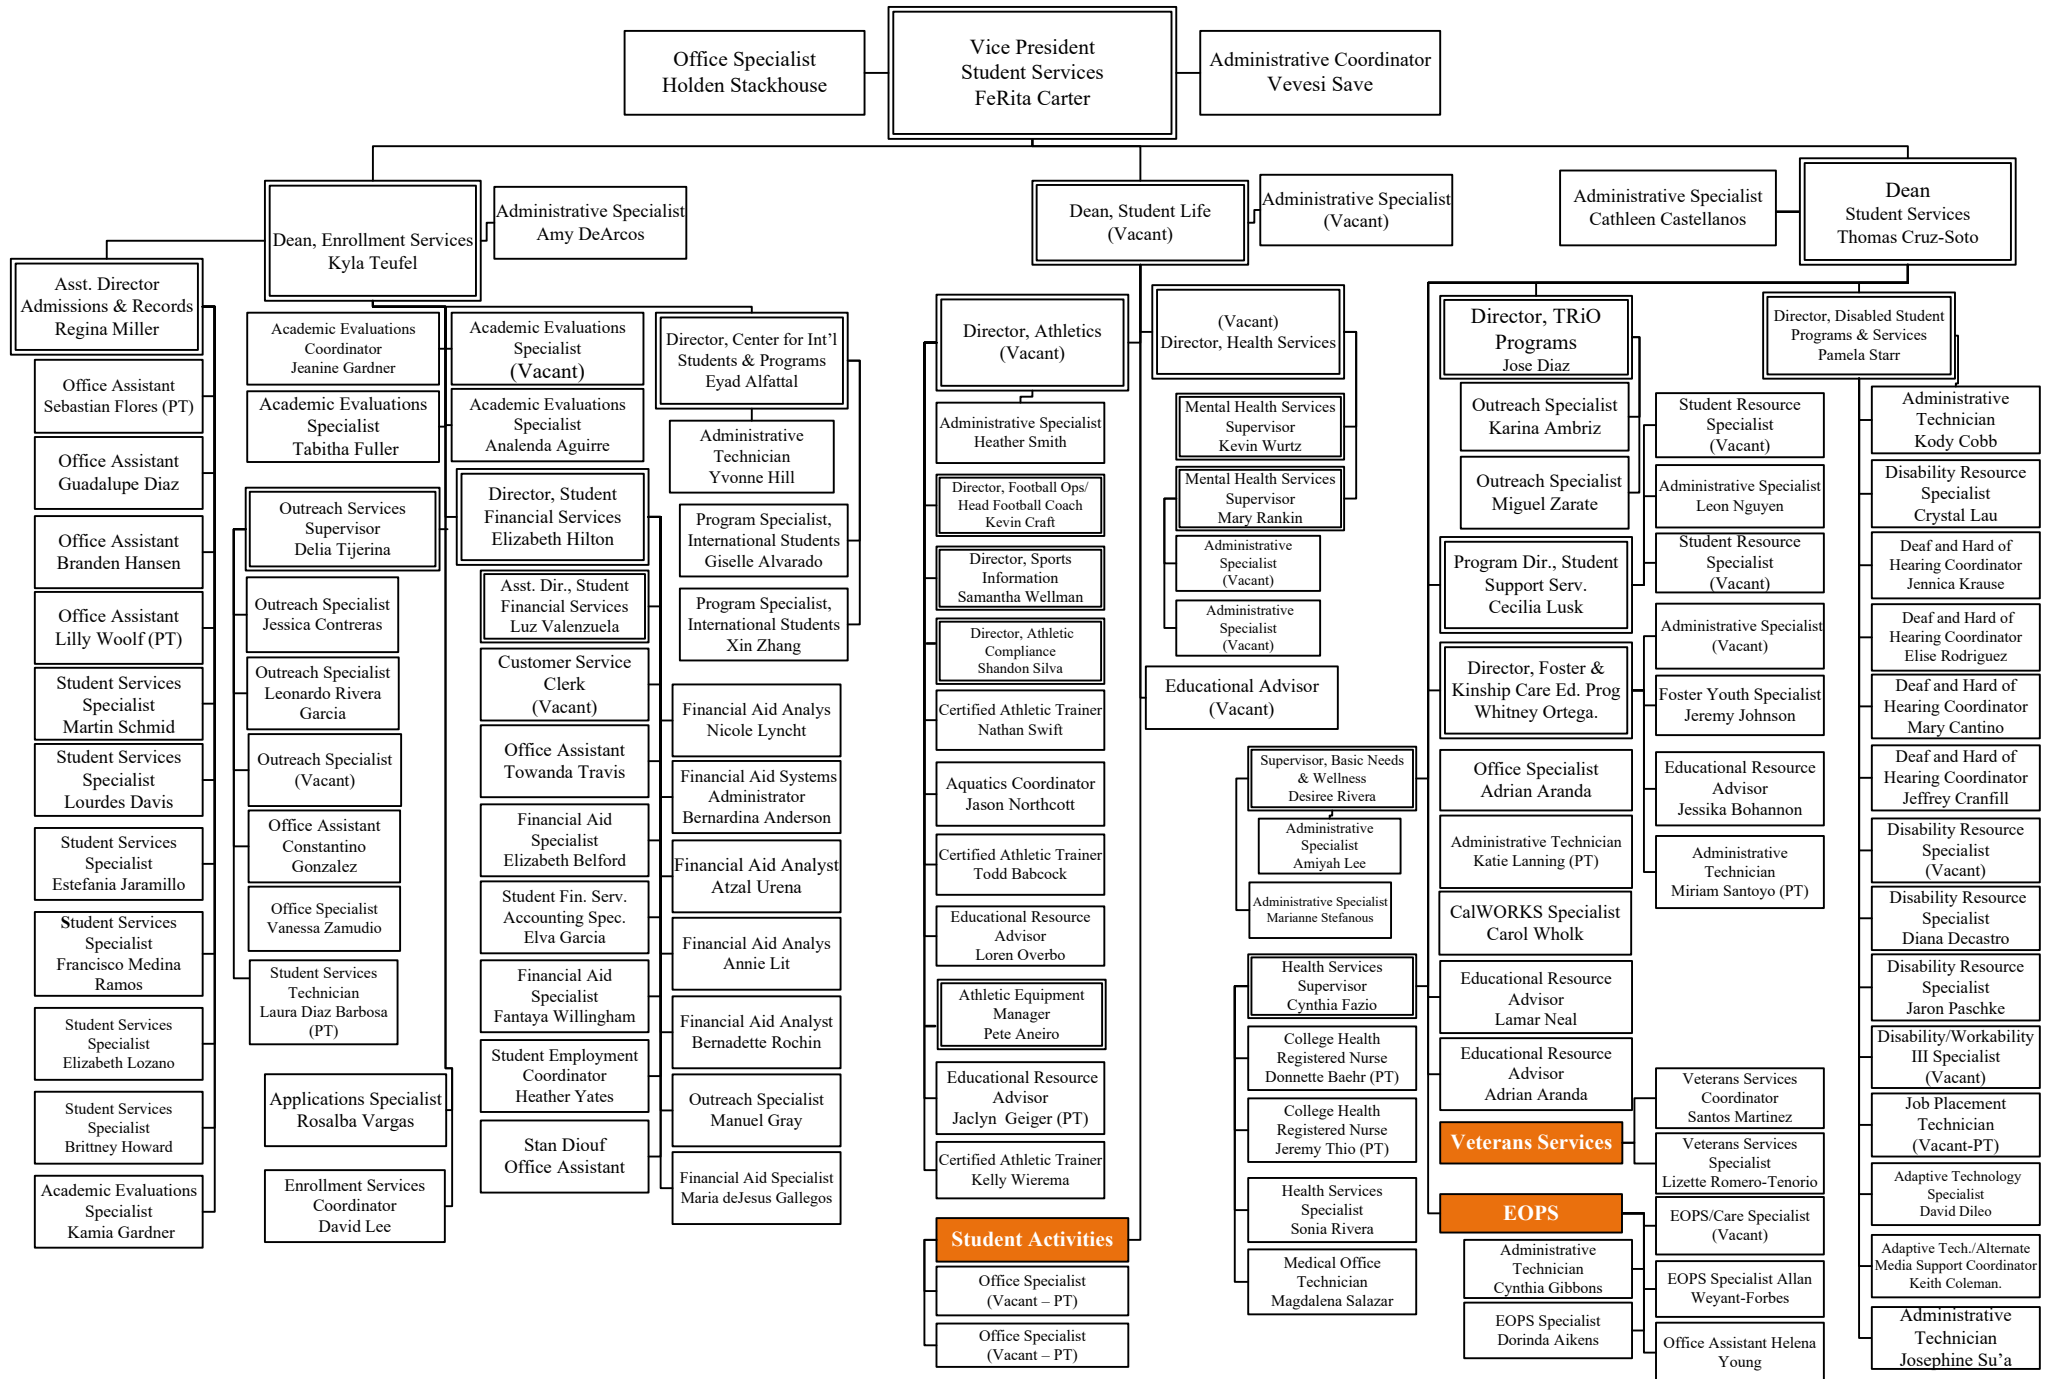 Office Specialist
Holden Stackhouse
Vice President
Student Services
FeRita Carter
Administrative Coordinator
Vevesi Save
Dean, Enrollment Services
Kyla Teufel
Administrative Specialist
Amy DeArcos
Dean, Student Life
(Vacant)
Administrative Specialist
(Vacant)
Administrative Specialist
Cathleen Castellanos
Dean
Student Services
Thomas Cruz-Soto
Asst. Director
Admissions & Records
Regina Miller
Office Assistant
Sebastian Flores (PT)
Office Assistant
Guadalupe Diaz
Office Assistant
Branden Hansen
Office Assistant
Lilly Woolf (PT)
Student Services
Specialist
Martin Schmid
Student Services
Specialist
Lourdes Davis
Student Services
Specialist
Estefania Jaramillo
Student Services
Specialist
Francisco Medina
Ramos
Student Services
Specialist
Elizabeth Lozano
Student Services
Specialist
Brittney Howard
Academic Evaluations
Specialist
Kamia Gardner
Academic Evaluations
Coordinator
Jeanine Gardner
Academic Evaluations
Specialist
Tabitha Fuller
Academic Evaluations
Specialist
(Vacant)
Academic Evaluations
Specialist
Analenda Aguirre
Outreach Services
Supervisor
Delia Tijerina
Outreach Specialist
Jessica Contreras
Outreach Specialist
Leonardo Rivera
Garcia
Outreach Specialist
(Vacant)
Office Assistant
Constantino
Gonzalez
Office Specialist
Vanessa Zamudio
Student Services
Technician
Laura Diaz Barbosa
(PT)
Applications Specialist
Rosalba Vargas
Enrollment Services
Coordinator
David Lee
Director, Student
Financial Services
Elizabeth Hilton
Asst. Dir., Student
Financial Services
Luz Valenzuela
Customer Service
Clerk
(Vacant)
Office Assistant
Towanda Travis
Financial Aid
Specialist
Elizabeth Belford
Student Fin. Serv.
Accounting Spec.
Elva Garcia
Financial Aid
Specialist
Fantaya Willingham
Student Employment
Coordinator
Heather Yates
Stan Diouf
Office Assistant
Director, Center for Int'l
Students & Programs
Eyad Alfattal
Administrative
Technician
Yvonne Hill
Program Specialist,
International Students
Giselle Alvarado
Program Specialist,
International Students
Xin Zhang
Financial Aid Analys
Nicole Lyncht
Financial Aid Systems
Administrator
Bernardina Anderson
Financial Aid Analyst
Atzal Urena
Financial Aid Analys
Annie Lit
Financial Aid Analyst
Bernadette Rochin
Outreach Specialist
Manuel Gray
Financial Aid Specialist
Maria deJesus Gallegos
Director, Athletics
(Vacant)
Administrative Specialist
Heather Smith
Director, Football Ops/
Head Football Coach
Kevin Craft
Director, Sports
Information
Samantha Wellman
Director, Athletic
Compliance
Shandon Silva
Certified Athletic Trainer
Nathan Swift
Aquatics Coordinator
Jason Northcott
Certified Athletic Trainer
Todd Babcock
Educational Resource
Advisor
Loren Overbo
Athletic Equipment
Manager
Pete Aneiro
Educational Resource
Advisor
Jaclyn  Geiger (PT)
Certified Athletic Trainer
Kelly Wierema
Student Activities
Office Specialist
(Vacant – PT)
Office Specialist
(Vacant – PT)
(Vacant)
Director, Health Services
Mental Health Services
Supervisor
Kevin Wurtz
Mental Health Services
Supervisor
Mary Rankin
Administrative
Specialist
(Vacant)
Administrative
Specialist
(Vacant)
Educational Advisor
(Vacant)
Supervisor, Basic Needs
& Wellness
Desiree Rivera
Administrative
Specialist
Amiyah Lee
Administrative Specialist
Marianne Stefanous
Health Services
Supervisor
Cynthia Fazio
College Health
Registered Nurse
Donnette Baehr (PT)
College Health
Registered Nurse
Jeremy Thio (PT)
Health Services
Specialist
Sonia Rivera
Medical Office
Technician
Magdalena Salazar
Director, TRiO
Programs
Jose Diaz
Outreach Specialist
Karina Ambriz
Outreach Specialist
Miguel Zarate
Program Dir., Student
Support Serv.
Cecilia Lusk
Director, Foster &
Kinship Care Ed. Prog
Whitney Ortega.
Office Specialist
Adrian Aranda
Administrative Technician
Katie Lanning (PT)
CalWORKS Specialist
Carol Wholk
Educational Resource
Advisor
Lamar Neal
Educational Resource
Advisor
Adrian Aranda
Veterans Services
EOPS
Administrative
Technician
Cynthia Gibbons
EOPS Specialist
Dorinda Aikens
Student Resource
Specialist
(Vacant)
Administrative Specialist
Leon Nguyen
Student Resource
Specialist
(Vacant)
Administrative Specialist
(Vacant)
Foster Youth Specialist
Jeremy Johnson
Educational Resource
Advisor
Jessika Bohannon
Administrative
Technician
Miriam Santoyo (PT)
Veterans Services
Coordinator
Santos Martinez
Veterans Services
Specialist
Lizette Romero-Tenorio
EOPS/Care Specialist
(Vacant)
EOPS Specialist Allan
Weyant-Forbes
Office Assistant Helena
Young
Director, Disabled Student
Programs & Services
Pamela Starr
Administrative
Technician
Kody Cobb
Disability Resource
Specialist
Crystal Lau
Deaf and Hard of
Hearing Coordinator
Jennica Krause
Deaf and Hard of
Hearing Coordinator
Elise Rodriguez
Deaf and Hard of
Hearing Coordinator
Mary Cantino
Deaf and Hard of
Hearing Coordinator
Jeffrey Cranfill
Disability Resource
Specialist
(Vacant)
Disability Resource
Specialist
Diana Decastro
Disability Resource
Specialist
Jaron Paschke
Disability/Workability
III Specialist
(Vacant)
Job Placement
Technician
(Vacant-PT)
Adaptive Technology
Specialist
David Dileo
Adaptive Tech./Alternate
Media Support Coordinator
Keith Coleman.
Administrative
Technician
Josephine Su'a